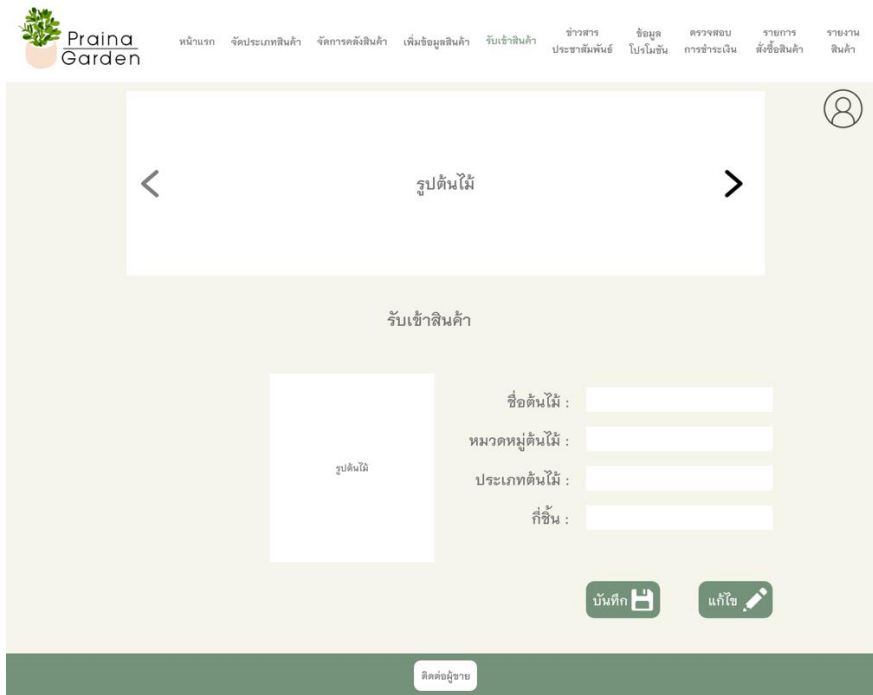 Praina
Garden
หน้าแรก
จัดประเภทสินค้า
จัดการคลังสินค้า
เพิ่มข้อมูลสินค้า
รับเข้าสินค้า
ข่าวสาร
ประชาสัมพันธ์
ข้อมูล
โปรโมชัน
ตรวจสอบ
การชำระเงิน
รายการ
สั่งซื้อสินค้า
รายงาน
สินค้า
รูปต้นไม้
รับเข้าสินค้า
รูปต้นไม้
ชื่อต้นไม้ :
หมวดหมู่ต้นไม้ :
ประเภทต้นไม้ :
กี่ชิ้น :
บันทึก
แก้ไข
ติดต่อผู้ขาย